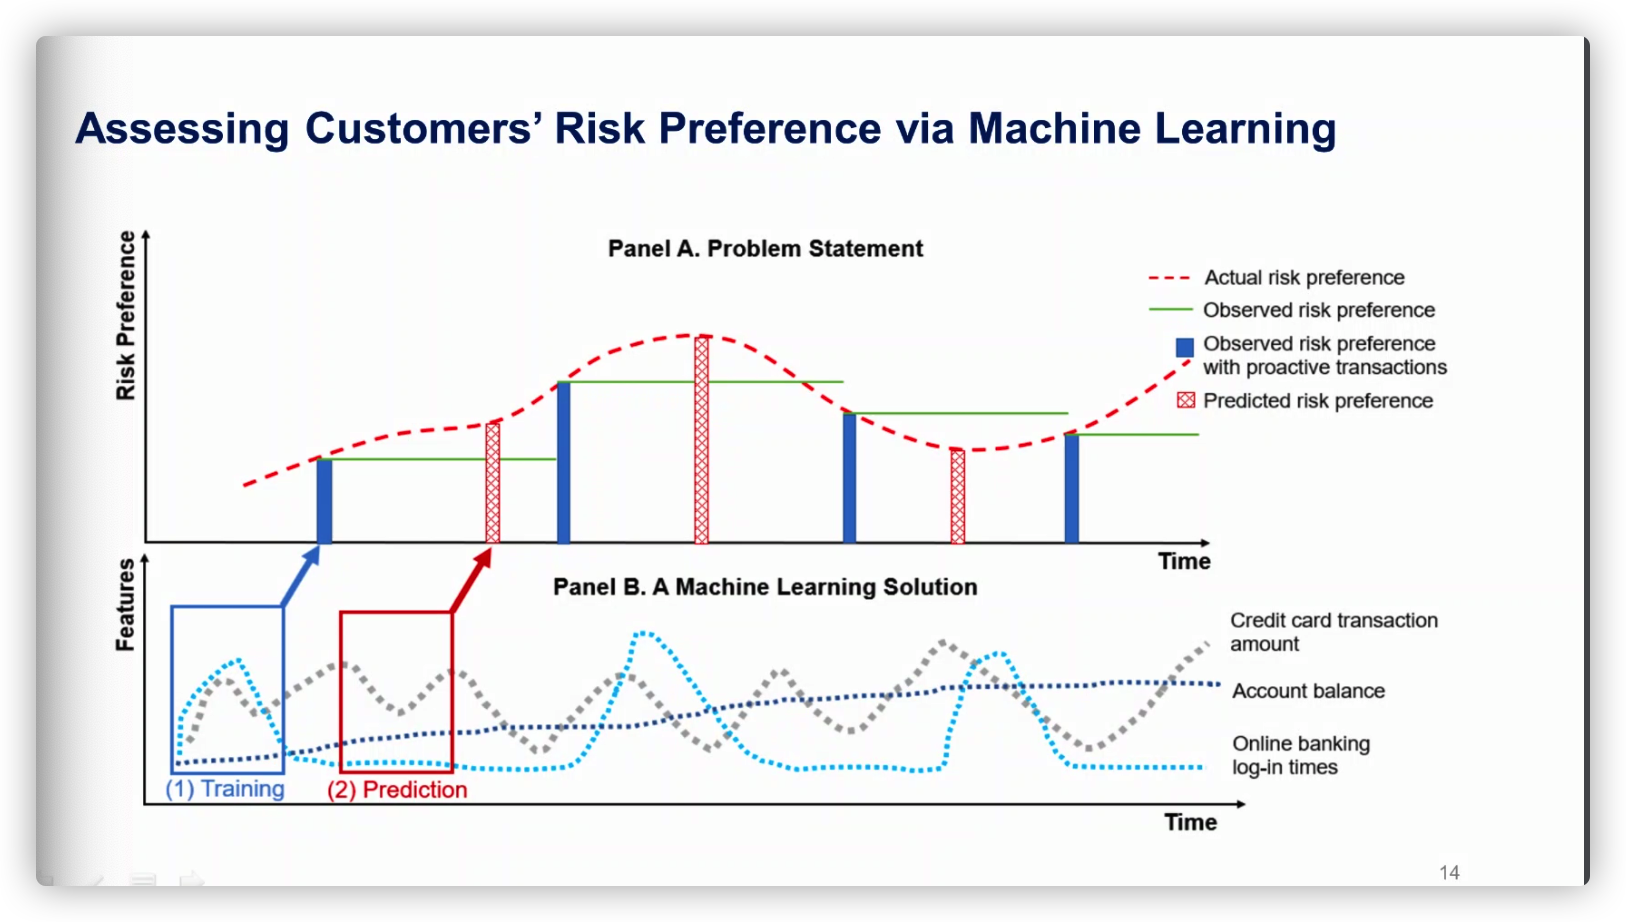 Assessing Customers’ Risk Preference via Machine Learning
Panel A. Problem Statement
Risk Preference
Actual risk preference
Observed risk preference
Observed risk preference
with proactive transactions
Predicted risk preference
Time
Panel B. A Machine Learning Solution
Features
Credit card transaction
amount
Account balance
Online banking
log-in times
(1) Training
(2) Prediction
Time
14